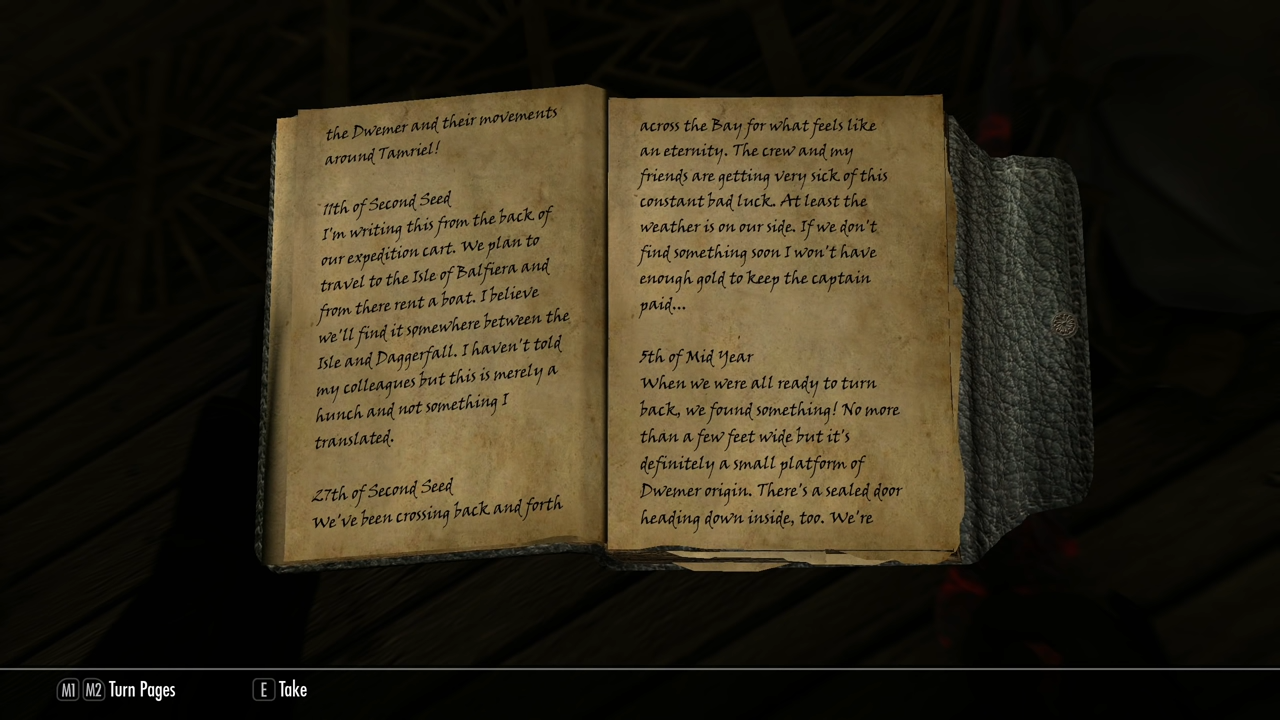 the Dwemer and their movements
around Tamriel!
11th of Second Seed
I'm writing this from the back of
our expedition cart. We plan to
travel to the Isle of Balfiera and
from there rent a boat. I believe
we'll find it somewhere between the
Isle and Daggerfall. I haven't told
my colleagues but this is merely a
hunch and not something I
translated.
27th of Second Seed
We've been crossing back and forth
across the Bay for what feels like
an eternity. The crew and my
friends are getting very sick of this
constant bad luck. At least the
weather is on our side. If we don't
find something soon I won't have
enough gold to keep the captain
paid...
5th of Mid Year
When we were all ready to turn
back, we found something! No more
than a few feet wide but it's
definitely a small platform of
Dwemer origin. There's a sealed door
heading down inside, too. We're
M1 M2 Turn Pages
E Take